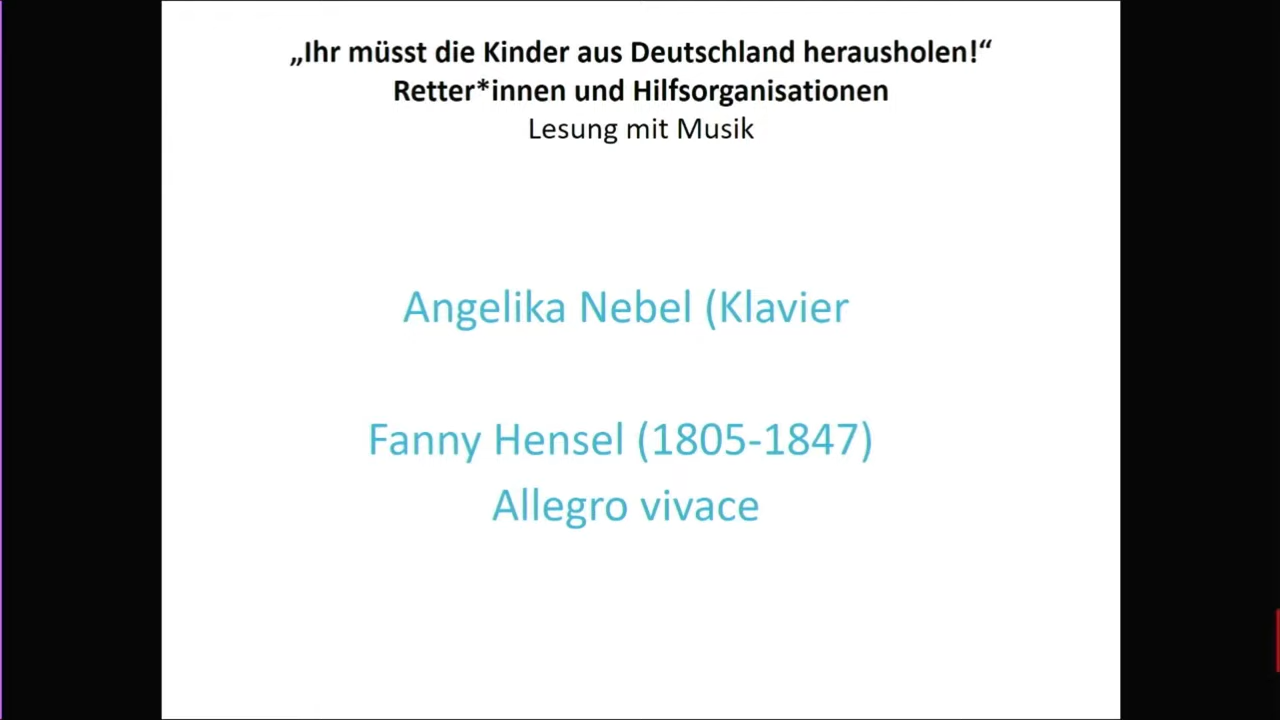 „Ihr müsst die Kinder aus Deutschland herausholen!“
Retter*innen und Hilfsorganisationen
Lesung mit Musik
Angelika Nebel (Klavier
Fanny Hensel (1805-1847)
Allegro vivace